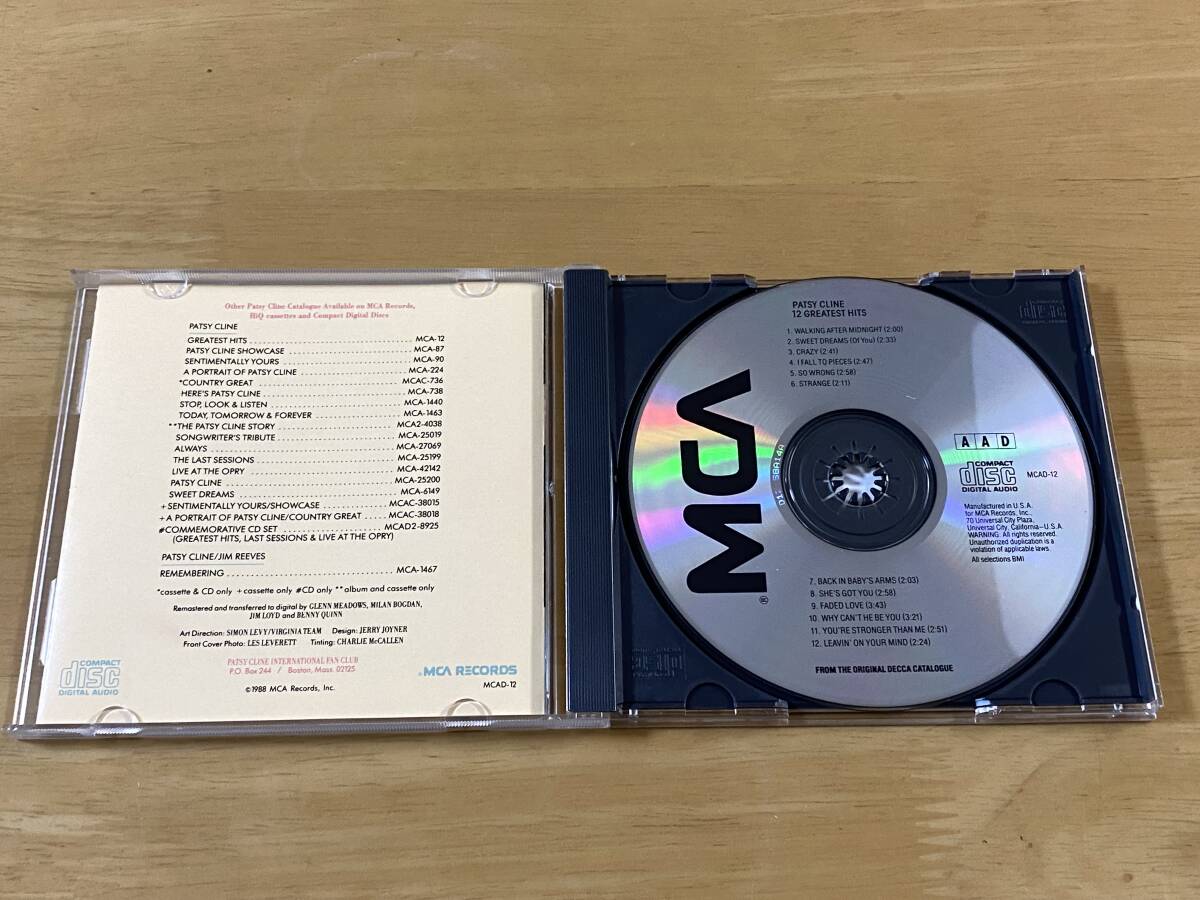 Other Patsy Cline Catalogue Available on MCA Records,
HiQ cassettes and Compact Digital Discs
PATSY CLINE
GREATEST HITS ........ MCA-12
PATSY CLINE SHOWCASE ........ MCA-87
SENTIMENTALLY YOURS ........ MCA-90
A PORTRAIT OF PATSY CLINE ........ MCA-224
*COUNTRY GREAT ........ MCAC-736
HERE'S PATSY CLINE ........ MCA-738
STOP, LOOK & LISTEN ........ MCA-1440
TODAY, TOMORROW & FOREVER ........ MCA-1463
**THE PATSY CLINE STORY ........ MCA2-4038
SONGWRITER'S TRIBUTE ........ MCA-25019
ALWAYS ........ MCA-27069
THE LAST SESSIONS ........ MCA-25199
LIVE AT THE OPRY ........ MCA-42142
PATSY CLINE ........ MCA-25200
SWEET DREAMS ........ MCA-6149
+SENTIMENTALLY YOURS/SHOWCASE ........ MCAC-38015
+A PORTRAIT OF PATSY CLINE/COUNTRY GREAT ..... MCAC-38018
#COMMEMORATIVE CD SET ........ MCAD2-8925
(GREATEST HITS, LAST SESSIONS & LIVE AT THE OPRY)
PATSY CLINE/JIM REEVES
REMEMBERING ........ MCA-1467
*cassette & CD only +cassette only #CD only **album and cassette only
Remastered and transferred to digital by GLENN MEADOWS, MILAN BOGDAN,
JIM LOYD and BENNY QUINN
Art Direction: SIMON LEVY/VIRGINIA TEAM Design: JERRY JOYNER
Front Cover Photo: LES LEVERETT Tinting: CHARLIE McCALLEN
PATSY CLINE INTERNATIONAL FAN CLUB
P.O. Box 244 / Boston, Mass. 02725
COMPACT
disc
DIGITAL AUDIO
©1988 MCA Records, Inc.
MCA RECORDS
MCAD-12
PATSY CLINE
12 GREATEST HITS
1. WALKING AFTER MIDNIGHT (2:00)
2. SWEET DREAMS (Of You) (2:33)
3. CRAZY (2:41)
4. I FALL TO PIECES (2:47)
5. SO WRONG (2:58)
6. STRANGE (2:11)
MCA
®
AAD
COMPACT
disc
DIGITAL AUDIO
MCAD-12
Manufactured in U.S.A.
for MCA Records, Inc.,
70 Universal City Plaza,
Universal City, California—U.S.A.
WARNING: All rights reserved.
Unauthorized duplication is a
violation of applicable laws.
All selections BMI
7. BACK IN BABY'S ARMS (2:03)
8. SHE'S GOT YOU (2:58)
9. FADED LOVE (3:43)
10. WHY CAN'T HE BE YOU (3:21)
11. YOU'RE STRONGER THAN ME (2:51)
12. LEAVIN' ON YOUR MIND (2:24)
FROM THE ORIGINAL DECCA CATALOGUE